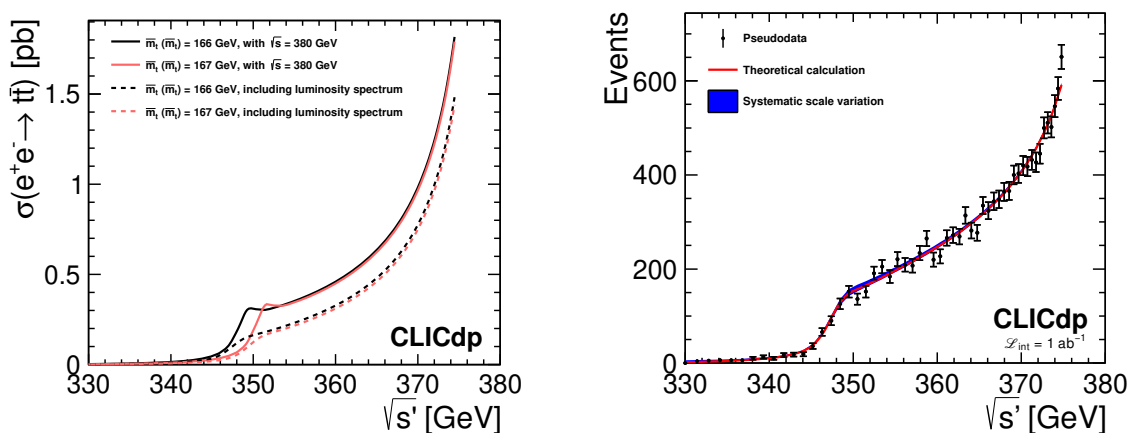 σ(e⁺e⁻→ tt̄) [pb]
1.5
1
0.5
0
m̄ₜ (m̄ₜ) = 166 GeV, with √s = 380 GeV
m̄ₜ (m̄ₜ) = 167 GeV, with √s = 380 GeV
m̄ₜ (m̄ₜ) = 166 GeV, including luminosity spectrum
m̄ₜ (m̄ₜ) = 167 GeV, including luminosity spectrum
CLICdp
330 340 350 360 370 380
√s' [GeV]
Events
600
400
200
0
Pseudodata
Theoretical calculation
Systematic scale variation
CLICdp
ℒint = 1 ab⁻¹
330 340 350 360 370 380
√s' [GeV]